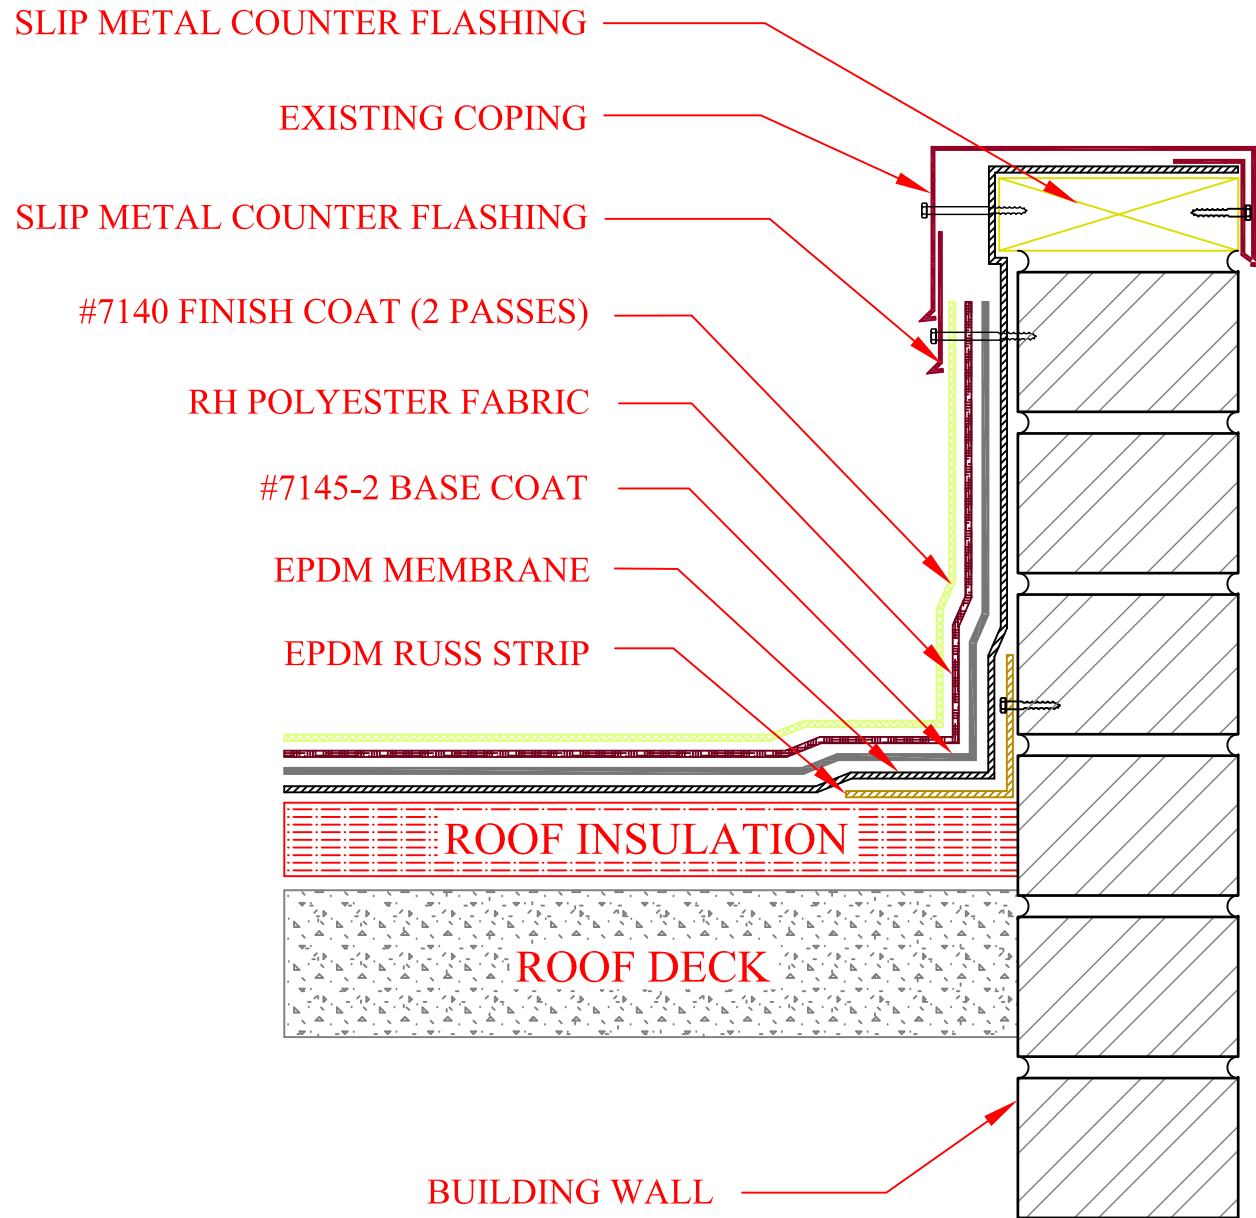 SLIP METAL COUNTER FLASHING
EXISTING COPING
SLIP METAL COUNTER FLASHING
#7140 FINISH COAT (2 PASSES)
RH POLYESTER FABRIC
#7145-2 BASE COAT
EPDM MEMBRANE
EPDM RUSS STRIP
ROOF INSULATION
ROOF DECK
BUILDING WALL